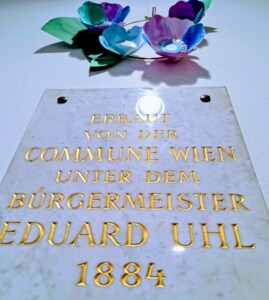 ERBAUT
VON DER
COMMUNE WIEN
UNTER DEM
BÜRGERMEISTER
EDUARD UHL
1884